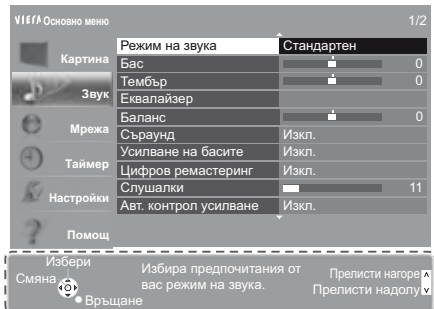 VIErA Основно меню 1/2
Картина
Звук
Мрежа
Таймер
Настройки
Помощ
Режим на звука Стандартен
Бас 0
Тембър 0
Еквалайзер
Баланс 0
Съраунд Изкл.
Усилване на басите Изкл.
Цифров ремастеринг Изкл.
Слушалки 11
Авт. контрол усилване Изкл.
Избери
Смяна
Връщане
Избира предпочитания от
вас режим на звука.
Прелисти нагоре
Прелисти надолу